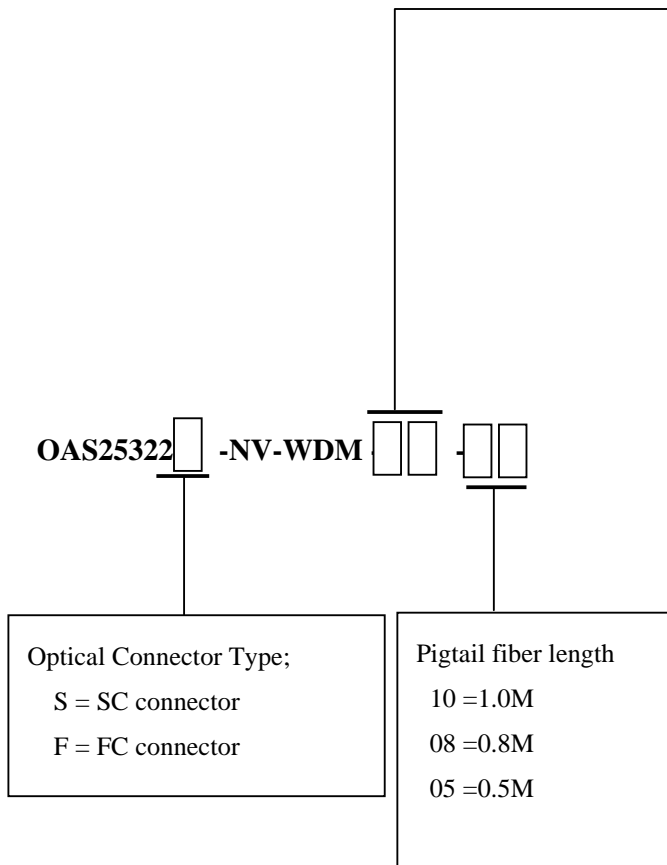 OAS25322 -NV-WDM - -
Optical Connector Type;
S = SC connector
F = FC connector
Pigtail fiber length
10 =1.0M
08 =0.8M
05 =0.5M